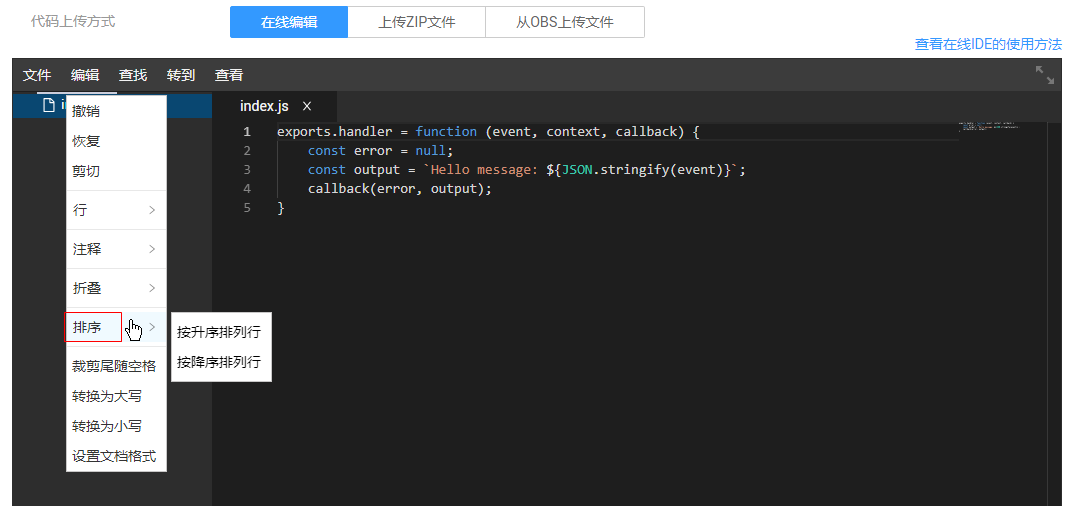 代码上传方式
在线编辑
上传ZIP文件
从OBS上传文件
查看在线IDE的使用方法
文件 编辑 查找 转到 查看
撤销
恢复
剪切
行
注释
折叠
排序
按升序排列行
按降序排列行
裁剪尾随空格
转换为大写
转换为小写
设置文档格式
index.js ×
1 exports.handler = function (event, context, callback) {
2 const error = null;
3 const output = `Hello message: ${JSON.stringify(event)}`;
4 callback(error, output);
5 }